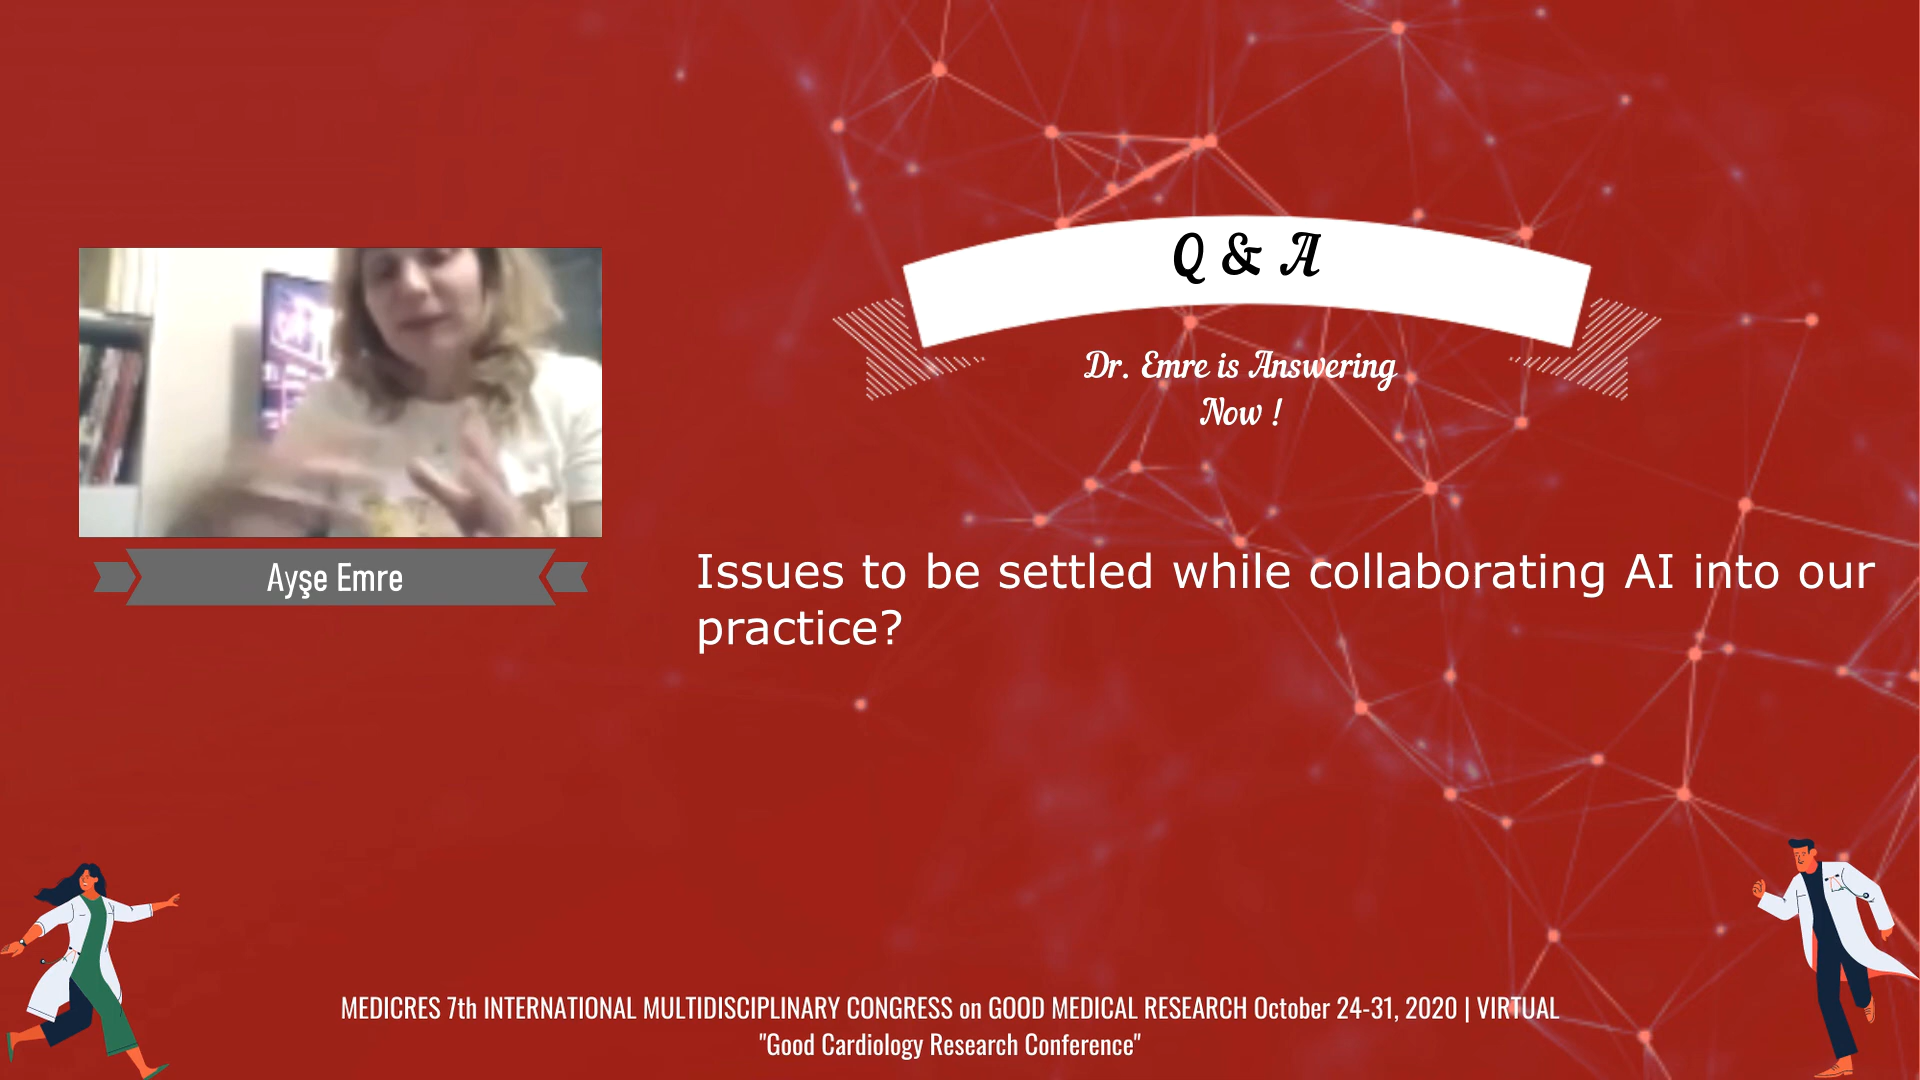 Q & A
Dr. Emre is Answering
Now !
Ayşe Emre
Issues to be settled while collaborating AI into our
practice?
MEDICRES 7th INTERNATIONAL MULTIDISCIPLINARY CONGRESS on GOOD MEDICAL RESEARCH October 24-31, 2020 | VIRTUAL
"Good Cardiology Research Conference"